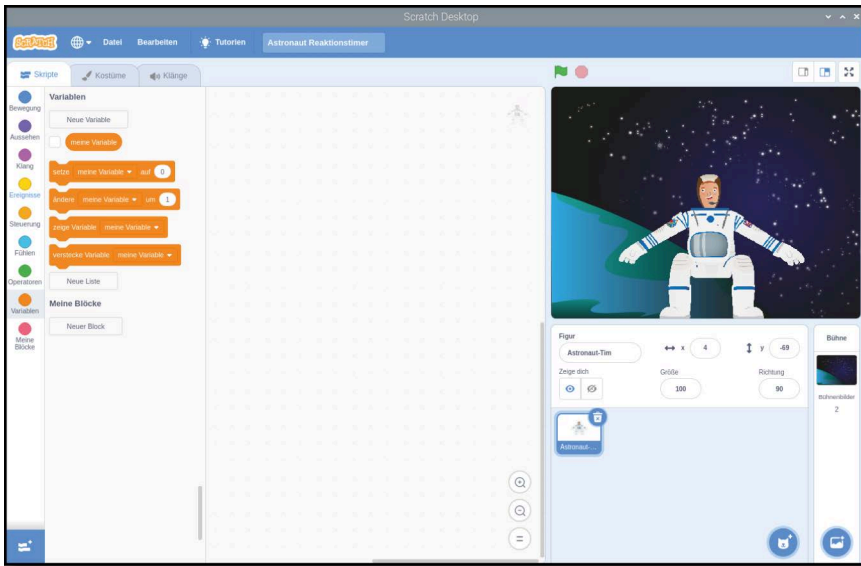 Scratch Desktop
SCRATCH Datei Bearbeiten Tutorien Astronaut Reaktionstimer
Skripte Kostüme Klänge
Bewegung
Aussehen
Klang
Ereignisse
Steuerung
Fühlen
Operatoren
Variablen
Meine
Blöcke
Variablen
Neue Variable
meine Variable
setze meine Variable auf 0
ändere meine Variable um 1
zeige Variable meine Variable
verstecke Variable meine Variable
Neue Liste
Meine Blöcke
Neuer Block
Figur
Astronaut-Tim x 4 y -69
Zeige dich Größe Richtung
100 90
Astronaut-...
Bühne
Bühnenbilder
2